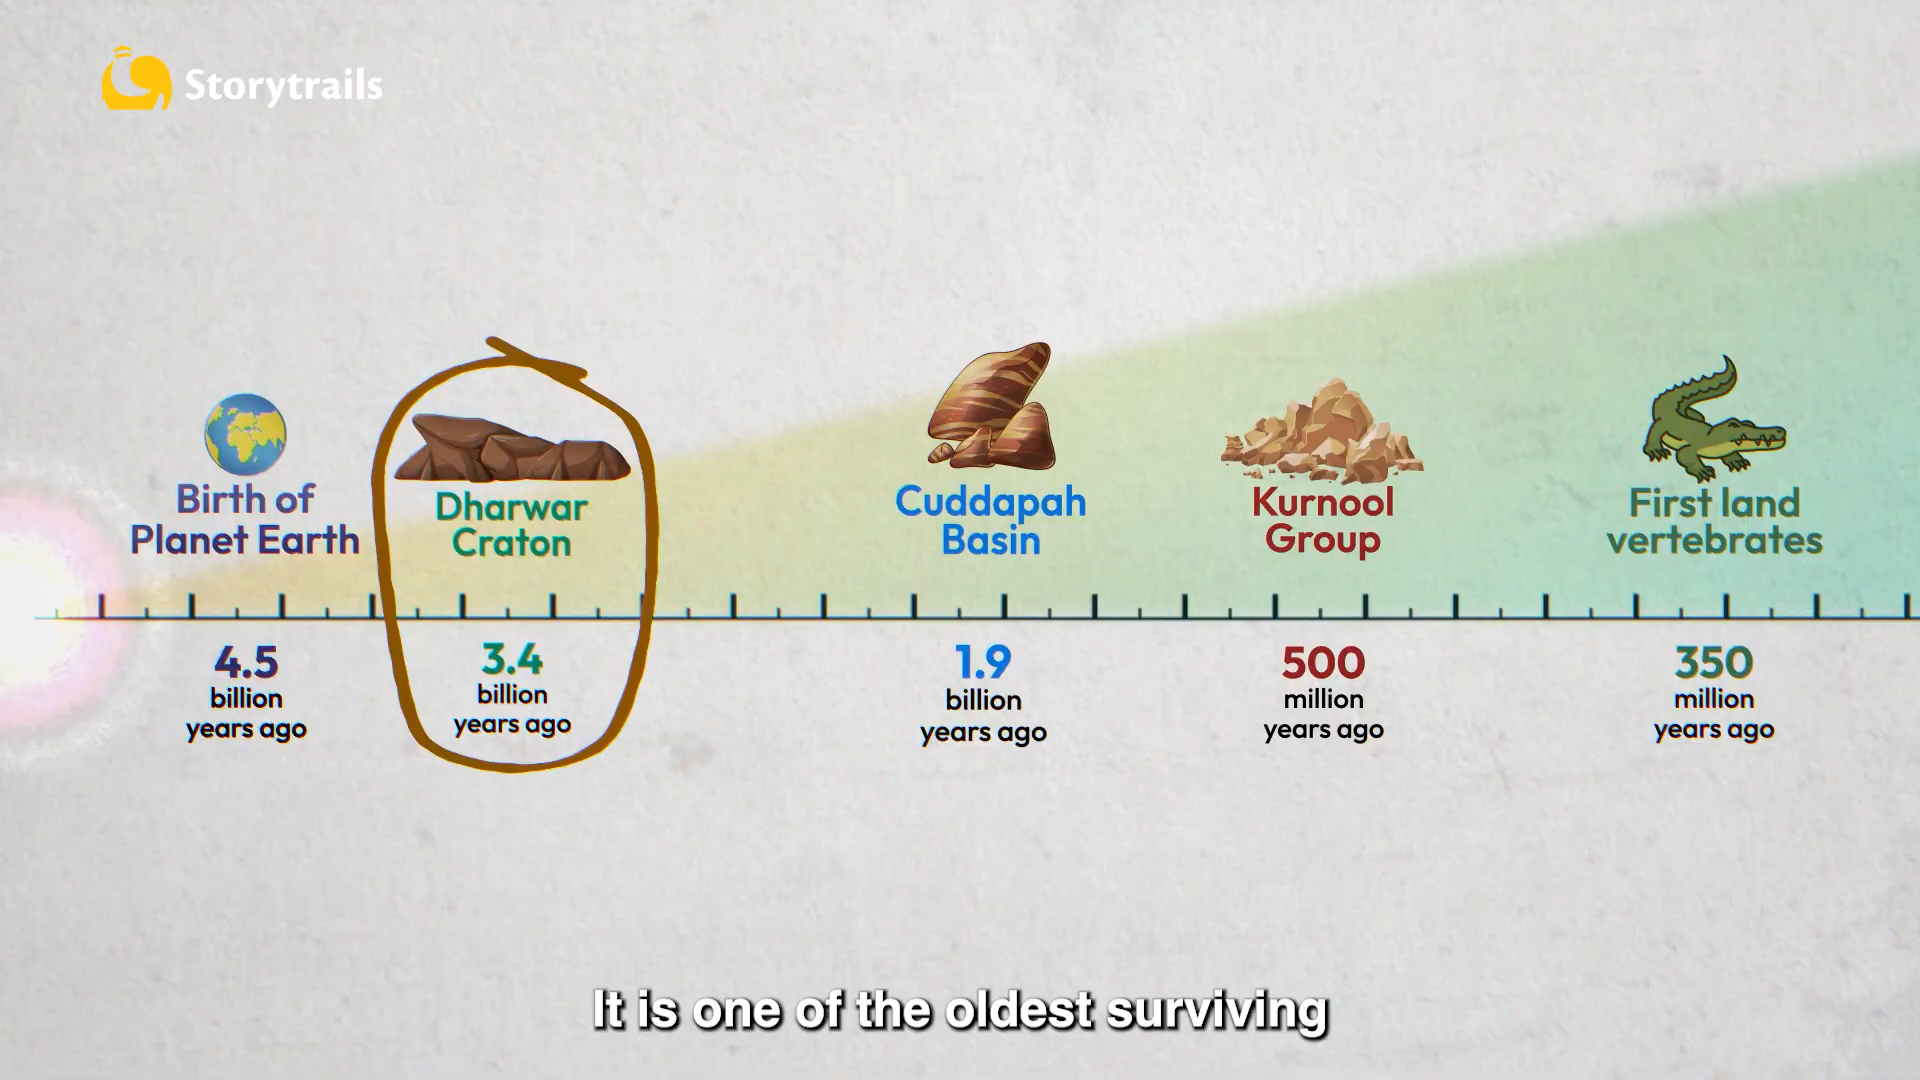 Storytrails
Birth of
Planet Earth
4.5
billion
years ago
Dharwar
Craton
3.4
billion
years ago
Cuddapah
Basin
1.9
billion
years ago
Kurnool
Group
500
million
years ago
First land
vertebrates
350
million
years ago
It is one of the oldest surviving